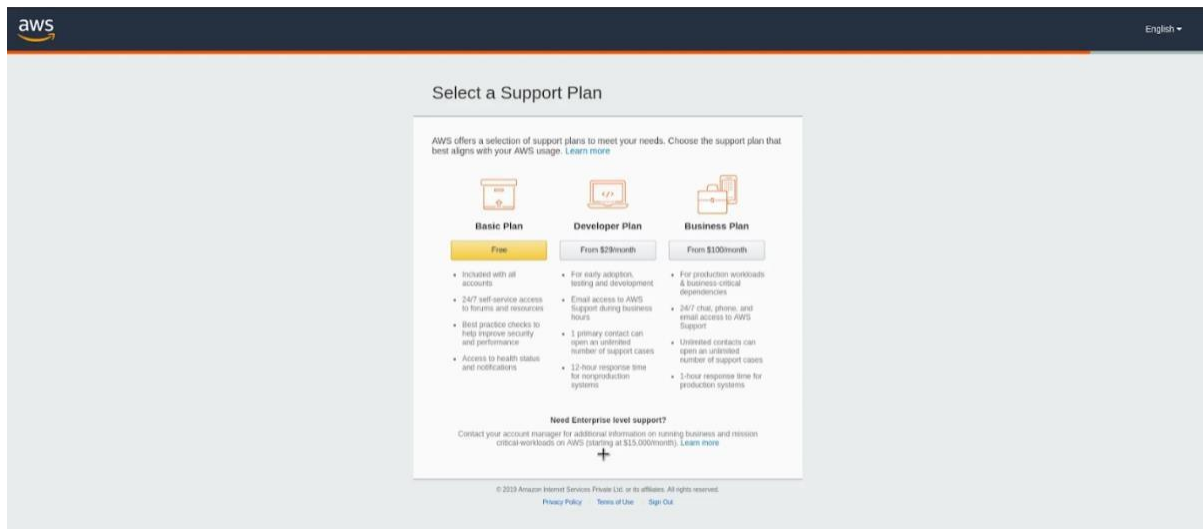 aws
English
Select a Support Plan
AWS offers a selection of support plans to meet your needs. Choose the support plan that
best aligns with your AWS usage. Learn more
Basic Plan
Free
Included with all
accounts
24/7 self-service access
to forums and resources
Best practice checks to
help improve security
and performance
Access to health status
and notifications
Developer Plan
From $29/month
For early adoption,
testing and development
Email access to AWS
Support during business
hours
1 primary contact can
open an unlimited
number of support cases
12-hour response time
for nonproduction
systems
Business Plan
From $100/month
For production workloads
& business-critical
dependencies
24/7 chat, phone, and
email access to AWS
Support
Unlimited contacts can
open an unlimited
number of support cases
1-hour response time for
production systems
Need Enterprise level support?
Contact your account manager for additional information on running business and mission
critical-workloads on AWS (starting at $15,000/month). Learn more
© 2019 Amazon Internet Services Private Ltd. or its affiliates. All rights reserved.
Privacy Policy Terms of Use Sign Out